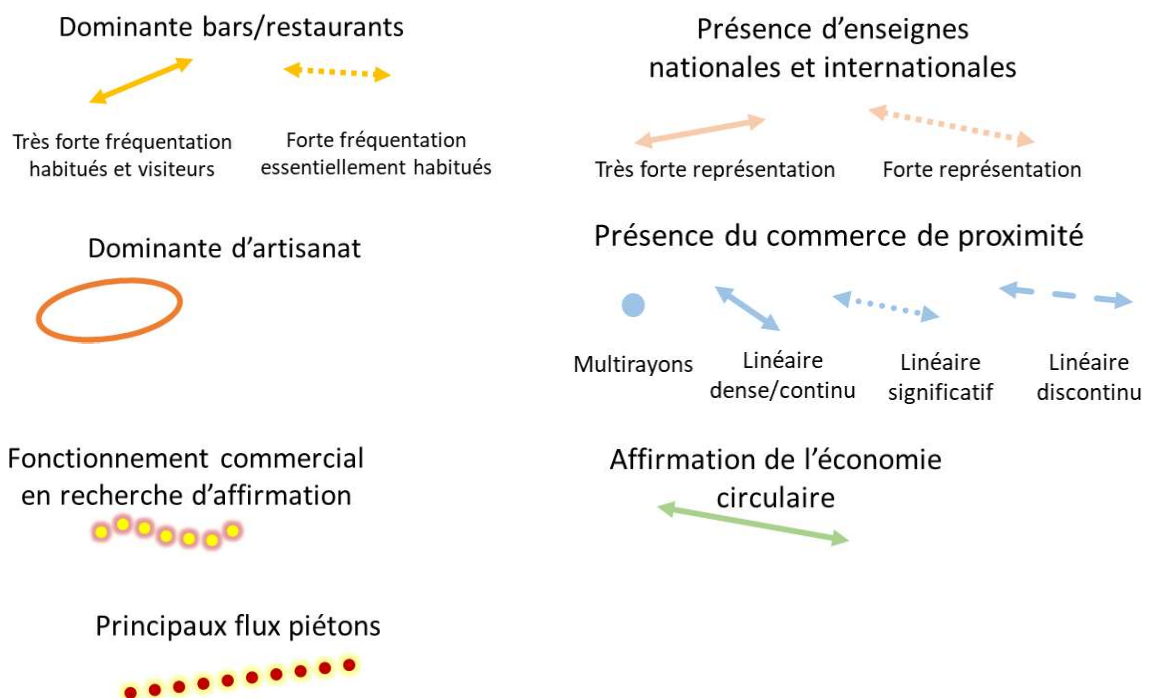 Dominante bars/restaurants
Très forte fréquentation
habitués et visiteurs
Forte fréquentation
essentiellement habitués
Présence d'enseignes
nationales et internationales
Très forte représentation
Forte représentation
Dominante d'artisanat
Présence du commerce de proximité
Multirayons
Linéaire
dense/continu
Linéaire
significatif
Linéaire
discontinu
Fonctionnement commercial
en recherche d'affirmation
Affirmation de l'économie
circulaire
Principaux flux piétons